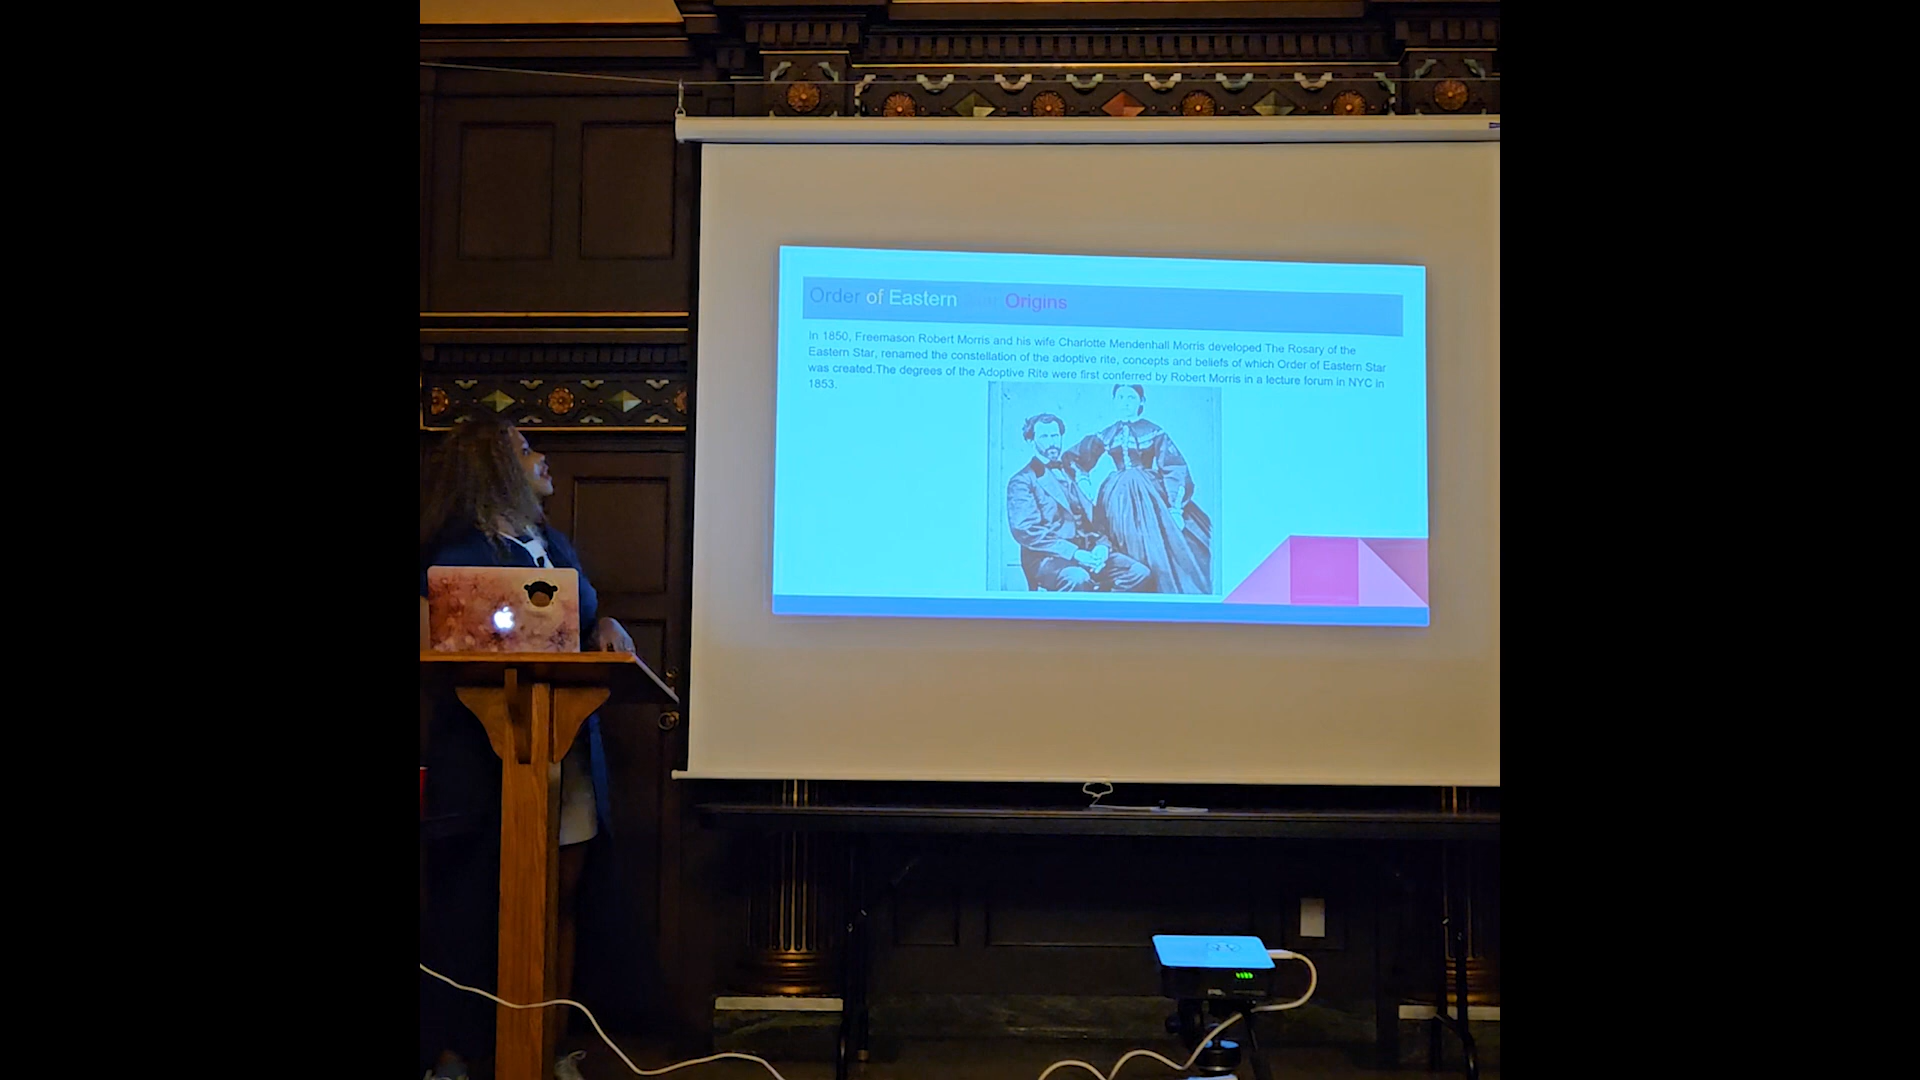 Order of Eastern Star Origins
In 1850, Freemason Robert Morris and his wife Charlotte Mendenhall Morris developed The Rosary of the
Eastern Star, renamed the constellation of the adoptive rite, concepts and beliefs of which Order of Eastern Star
was created.The degrees of the Adoptive Rite were first conferred by Robert Morris in a lecture forum in NYC in
1853.